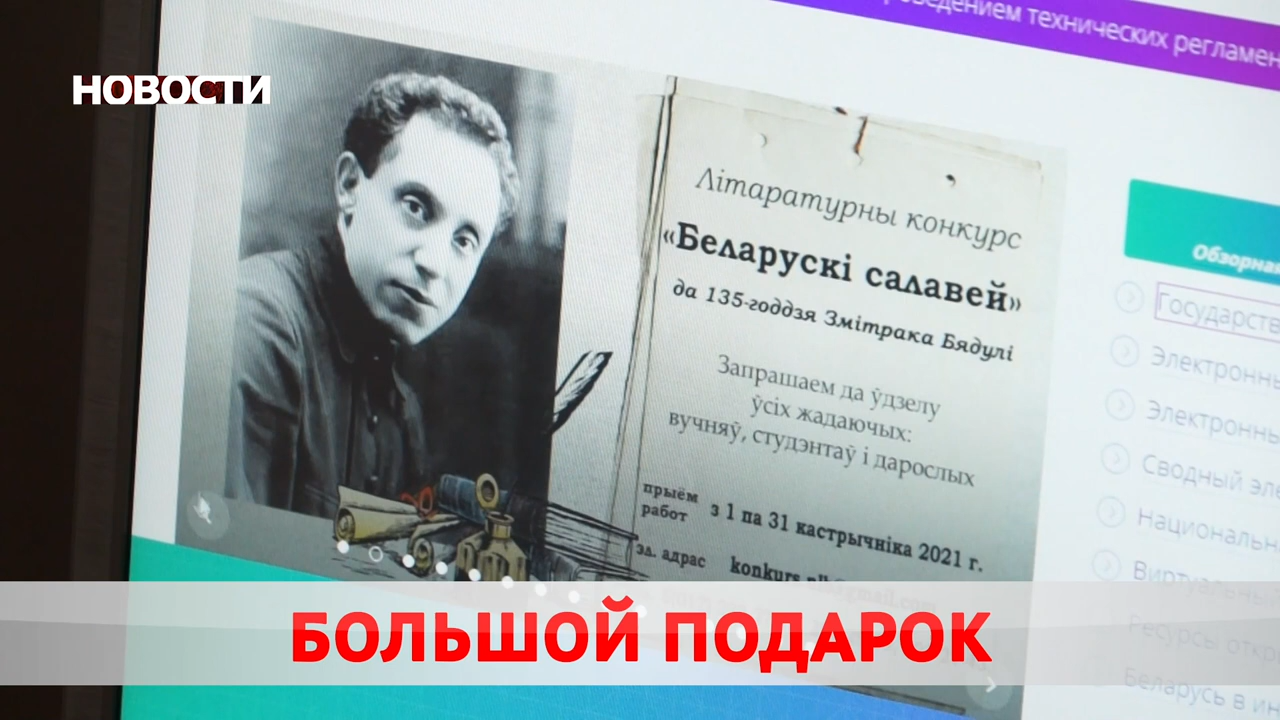 роведением технических регламен
НОВОСТИ
Літаратурны конкурс
«Беларускі салавей»
да 135-годдзя Змітрака Бядулі
Запрашаем да ўдзелу
ўсіх жадаючых:
вучняў, студэнтаў і дарослых
прыём работ з 1 па 31 кастрычніка 2021 г.
эл. адрас
Обзорна
Государстве
Электронны
Электронны
Сводный эле
Национальн
Виртуальны
Ресурсы откр
Беларусь в ин
БОЛЬШОЙ ПОДАРОК